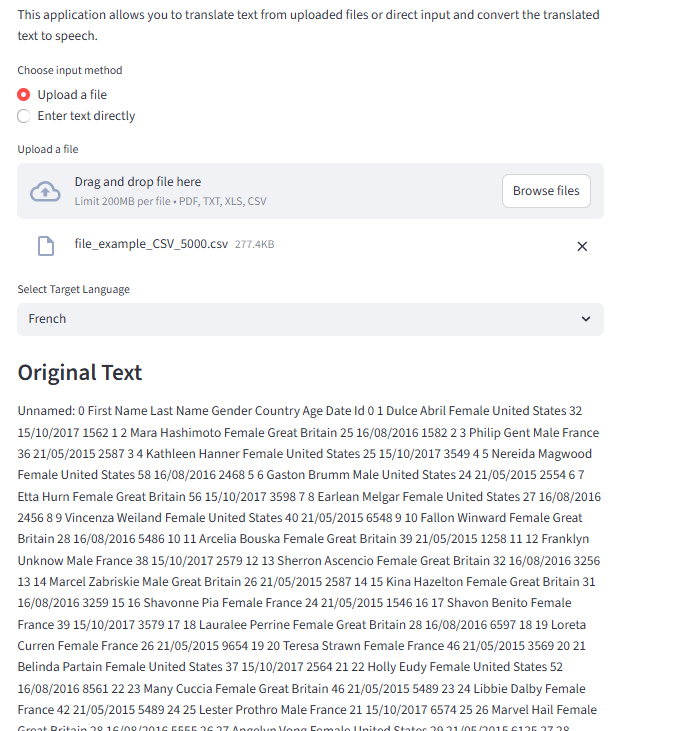 This application allows you to translate text from uploaded files or direct input and convert the translated
text to speech.
Choose input method
Upload a file
Enter text directly
Upload a file
Drag and drop file here
Limit 200MB per file • PDF, TXT, XLS, CSV
Browse files
file_example_CSV_5000.csv 277.4KB
Select Target Language
French
Original Text
Unnamed: 0 First Name Last Name Gender Country Age Date Id 0 1 Dulce Abril Female United States 32
15/10/2017 1562 1 2 Mara Hashimoto Female Great Britain 25 16/08/2016 1582 2 3 Philip Gent Male France
36 21/05/2015 2587 3 4 Kathleen Hanner Female United States 25 15/10/2017 3549 4 5 Nereida Magwood
Female United States 58 16/08/2016 2468 5 6 Gaston Brumm Male United States 24 21/05/2015 2554 6 7
Etta Hurn Female Great Britain 56 15/10/2017 3598 7 8 Earlean Melgar Female United States 27 16/08/2016
2456 8 9 Vincenza Weiland Female United States 40 21/05/2015 6548 9 10 Fallon Winward Female Great
Britain 28 16/08/2016 5486 10 11 Arcelia Bouska Female Great Britain 39 21/05/2015 1258 11 12 Franklyn
Unknow Male France 38 15/10/2017 2579 12 13 Sherron Ascencio Female Great Britain 32 16/08/2016 3256
13 14 Marcel Zabriskie Male Great Britain 26 21/05/2015 2587 14 15 Kina Hazelton Female Great Britain 31
16/08/2016 3259 15 16 Shavonne Pia Female France 24 21/05/2015 1546 16 17 Shavon Benito Female
France 39 15/10/2017 3579 17 18 Lauralee Perrine Female Great Britain 28 16/08/2016 6597 18 19 Loreta
Curren Female France 26 21/05/2015 9654 19 20 Teresa Strawn Female France 46 21/05/2015 3569 20 21
Belinda Partain Female United States 37 15/10/2017 2564 21 22 Holly Eudy Female United States 52
16/08/2016 8561 22 23 Many Cuccia Female Great Britain 46 21/05/2015 5489 23 24 Libbie Dalby Female
France 42 21/05/2015 5489 24 25 Lester Prothro Male France 21 15/10/2017 6574 25 26 Marvel Hail Female
Great Britain 28 16/08/2016 5555 26 27 Angelyn Vong Female United States 29 21/05/2015 6125 27 28